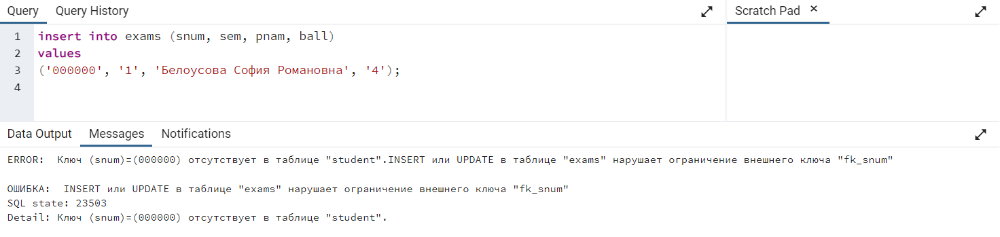 Query Query History Scratch Pad ×
1 insert into exams (snum, sem, pnam, ball)
2 values
3 ('000000', '1', 'Белоусова София Романовна', '4');
4
Data Output Messages Notifications
ERROR:  Ключ (snum)=(000000) отсутствует в таблице "student".INSERT или UPDATE в таблице "exams" нарушает ограничение внешнего ключа "fk_snum"
ОШИБКА:  INSERT или UPDATE в таблице "exams" нарушает ограничение внешнего ключа "fk_snum"
SQL state: 23503
Detail: Ключ (snum)=(000000) отсутствует в таблице "student".